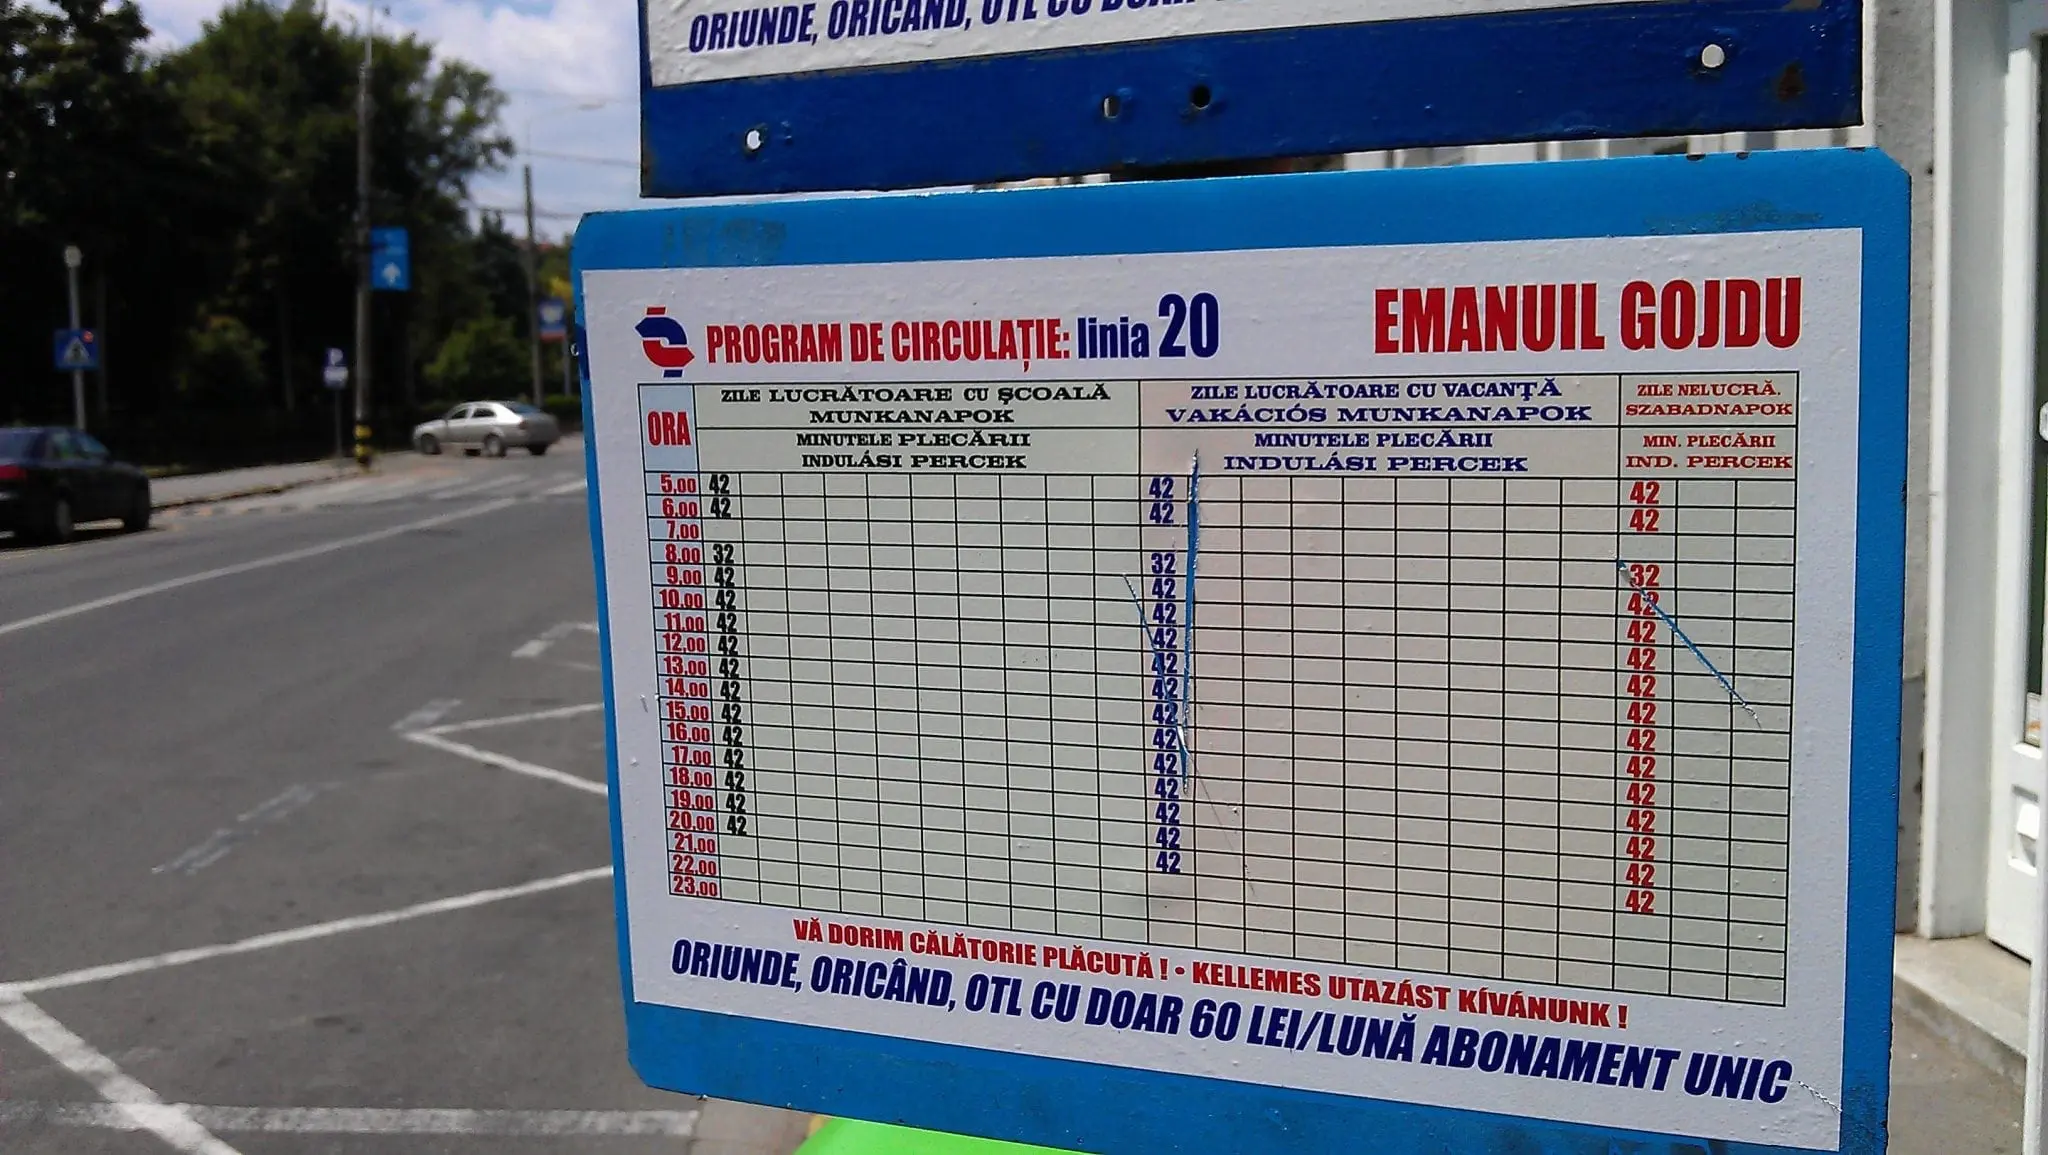 ORIUNDE, ORICÂND, OTL CU DOAR
PROGRAM DE CIRCULAȚIE: linia 20 EMANUIL GOJDU
ORA
ZILE LUCRĂTOARE CU ŞCOALĂ
MUNKANAPOK
MINUTELE PLECĂRII
INDULÁSI PERCEK
ZILE LUCRĂTOARE CU VACANŢĂ
VAKÁCIÓS MUNKANAPOK
MINUTELE PLECĂRII
INDULÁSI PERCEK
ZILE NELUCRĂ.
SZABADNAPOK
MIN. PLECĂRII
IND. PERCEK
5,00 42 42 42
6,00 42 42 42
7,00
8,00 32 32 32
9,00 42 42 42
10,00 42 42 42
11,00 42 42 42
12,00 42 42 42
13,00 42 42 42
14,00 42 42 42
15,00 42 42 42
16,00 42 42 42
17,00 42 42 42
18,00 42 42 42
19,00 42 42 42
20,00 42 42 42
21,00
22,00
23,00
VĂ DORIM CĂLĂTORIE PLĂCUTĂ ! • KELLEMES UTAZÁST KÍVÁNUNK !
ORIUNDE, ORICÂND, OTL CU DOAR 60 LEI/LUNĂ ABONAMENT UNIC